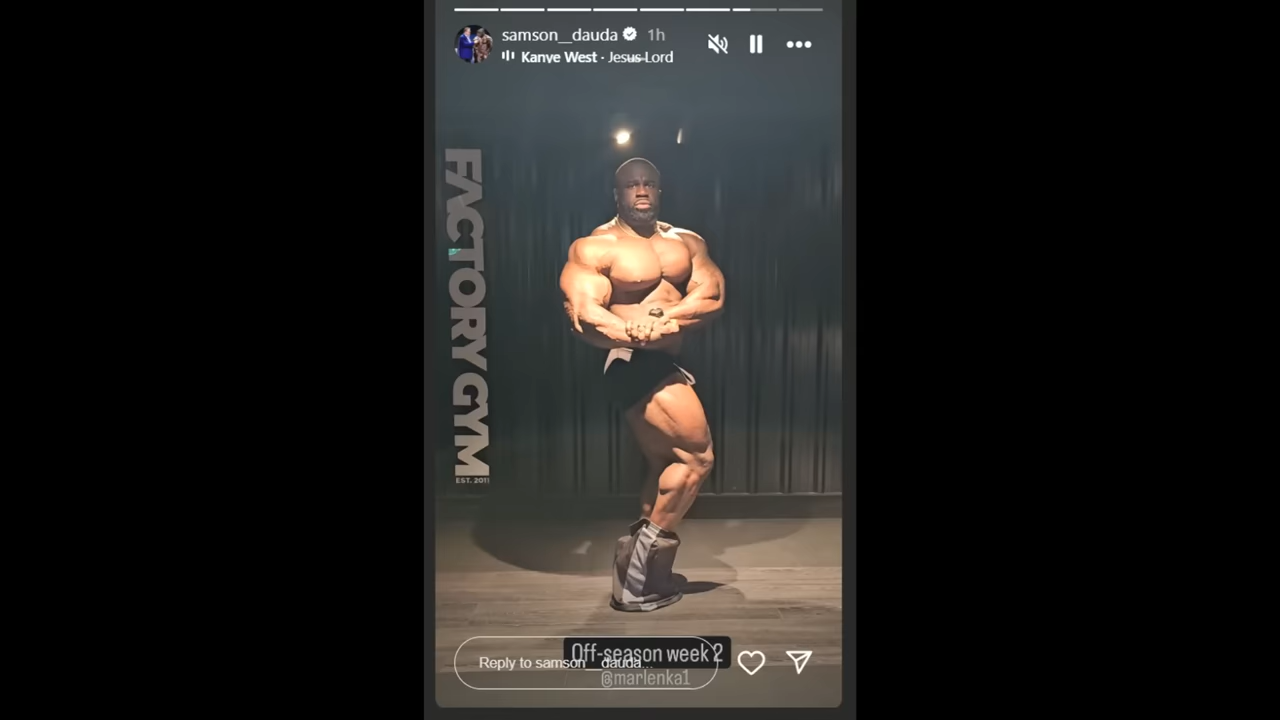 samson__dauda 1h
Kanye West · Jesus Lord
FACTORY GYM
EST. 2011
Off-season week 2
Reply to samson__dauda...
@marlenka1